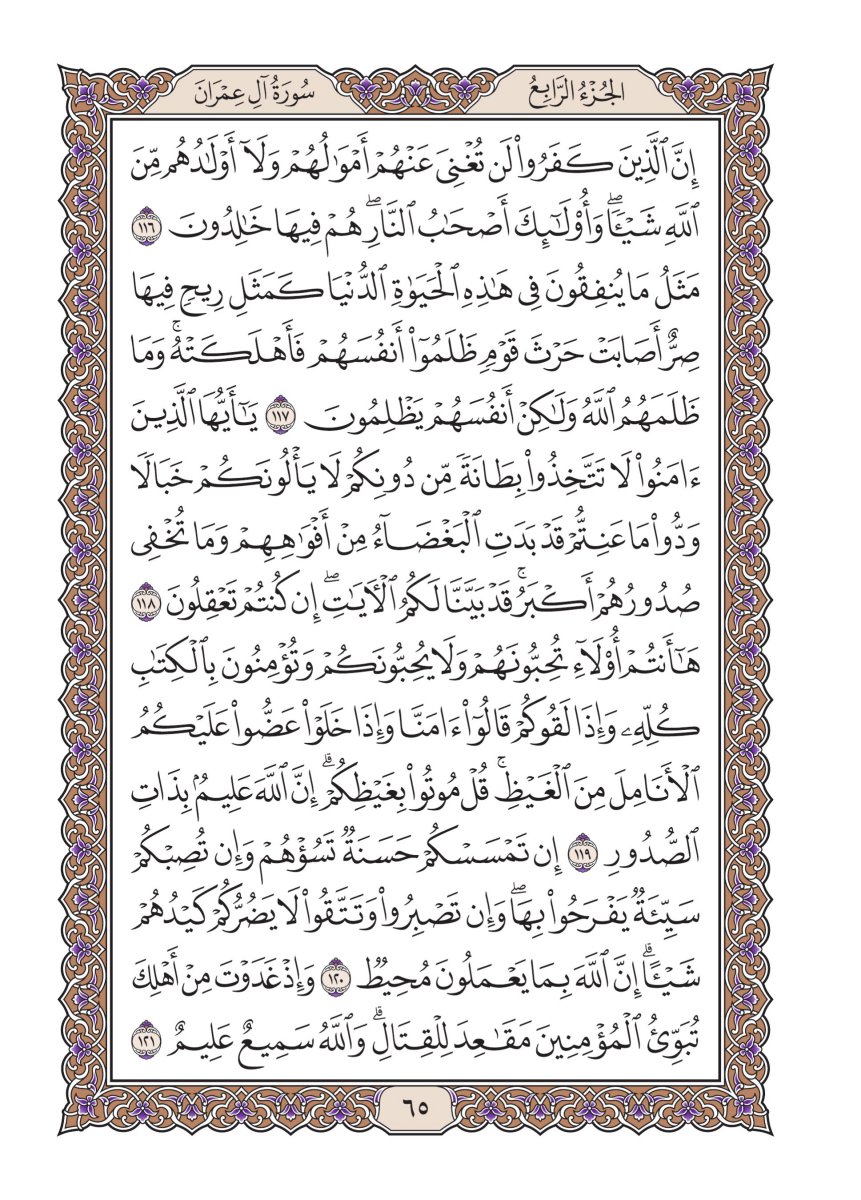 الجُزْءُ الرَّابِعُ
سُورَةُ آلِ عِمْرَانَ
إِنَّ ٱلَّذِينَ كَفَرُواْ لَن تُغْنِىَ عَنْهُمْ أَمْوَٰلُهُمْ وَلَآ أَوْلَٰدُهُم مِّنَ
ٱللَّهِ شَيْـًٔاۖ وَأُوْلَٰٓئِكَ أَصْحَٰبُ ٱلنَّارِۖ هُمْ فِيهَا خَٰلِدُونَ ١١٦
مَثَلُ مَا يُنفِقُونَ فِى هَٰذِهِ ٱلْحَيَوٰةِ ٱلدُّنْيَا كَمَثَلِ رِيحٍ فِيهَا
صِرٌّ أَصَابَتْ حَرْثَ قَوْمٍ ظَلَمُوٓاْ أَنفُسَهُمْ فَأَهْلَكَتْهُۚ وَمَا
ظَلَمَهُمُ ٱللَّهُ وَلَٰكِنْ أَنفُسَهُمْ يَظْلِمُونَ ١١٧ يَٰٓأَيُّهَا ٱلَّذِينَ
ءَامَنُواْ لَا تَتَّخِذُواْ بِطَانَةً مِّن دُونِكُمْ لَا يَأْلُونَكُمْ خَبَالًا
وَدُّواْ مَا عَنِتُّمْ قَدْ بَدَتِ ٱلْبَغْضَآءُ مِنْ أَفْوَٰهِهِمْ وَمَا تُخْفِى
صُدُورُهُمْ أَكْبَرُۚ قَدْ بَيَّنَّا لَكُمُ ٱلْأٓيَٰتِۖ إِن كُنتُمْ تَعْقِلُونَ ١١٨
هَٰٓأَنتُمْ أُوْلَآءِ تُحِبُّونَهُمْ وَلَا يُحِبُّونَكُمْ وَتُؤْمِنُونَ بِٱلْكِتَٰبِ
كُلِّهِۦ وَإِذَا لَقُوكُمْ قَالُوٓاْ ءَامَنَّا وَإِذَا خَلَوْاْ عَضُّواْ عَلَيْكُمُ
ٱلْأَنَامِلَ مِنَ ٱلْغَيْظِۚ قُلْ مُوتُواْ بِغَيْظِكُمْۗ إِنَّ ٱللَّهَ عَلِيمٌۢ بِذَاتِ
ٱلصُّدُورِ ١١٩ إِن تَمْسَسْكُمْ حَسَنَةٌ تَسُؤْهُمْ وَإِن تُصِبْكُمْ
سَيِّئَةٌ يَفْرَحُواْ بِهَاۖ وَإِن تَصْبِرُواْ وَتَتَّقُواْ لَا يَضُرُّكُمْ كَيْدُهُمْ
شَيْـًٔاۗ إِنَّ ٱللَّهَ بِمَا يَعْمَلُونَ مُحِيطٌ ١٢٠ وَإِذْ غَدَوْتَ مِنْ أَهْلِكَ
تُبَوِّئُ ٱلْمُؤْمِنِينَ مَقَٰعِدَ لِلْقِتَالِۗ وَٱللَّهُ سَمِيعٌ عَلِيمٌ ١٢١
٦٥